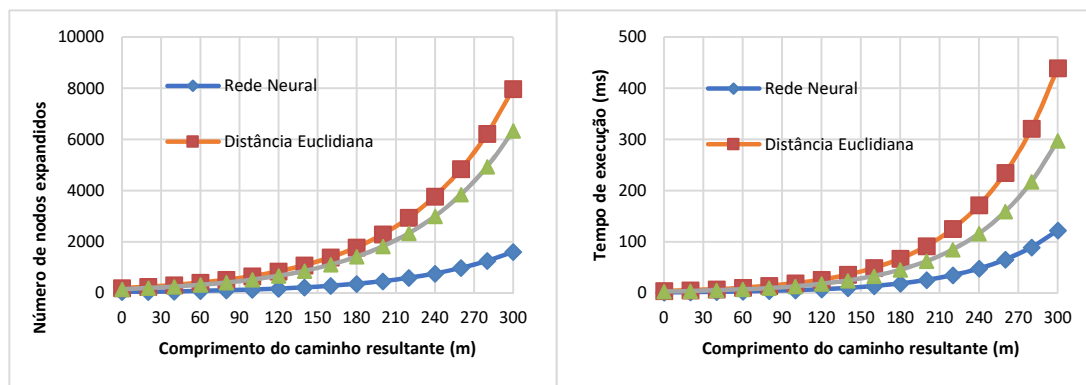 Número de nodos expandidos
10000
8000
6000
4000
2000
0
Rede Neural
Distância Euclidiana
0 30 60 90 120 150 180 210 240 270 300
Comprimento do caminho resultante (m)
Tempo de execução (ms)
500
400
300
200
100
0
Rede Neural
Distância Euclidiana
0 30 60 90 120 150 180 210 240 270 300
Comprimento do caminho resultante (m)